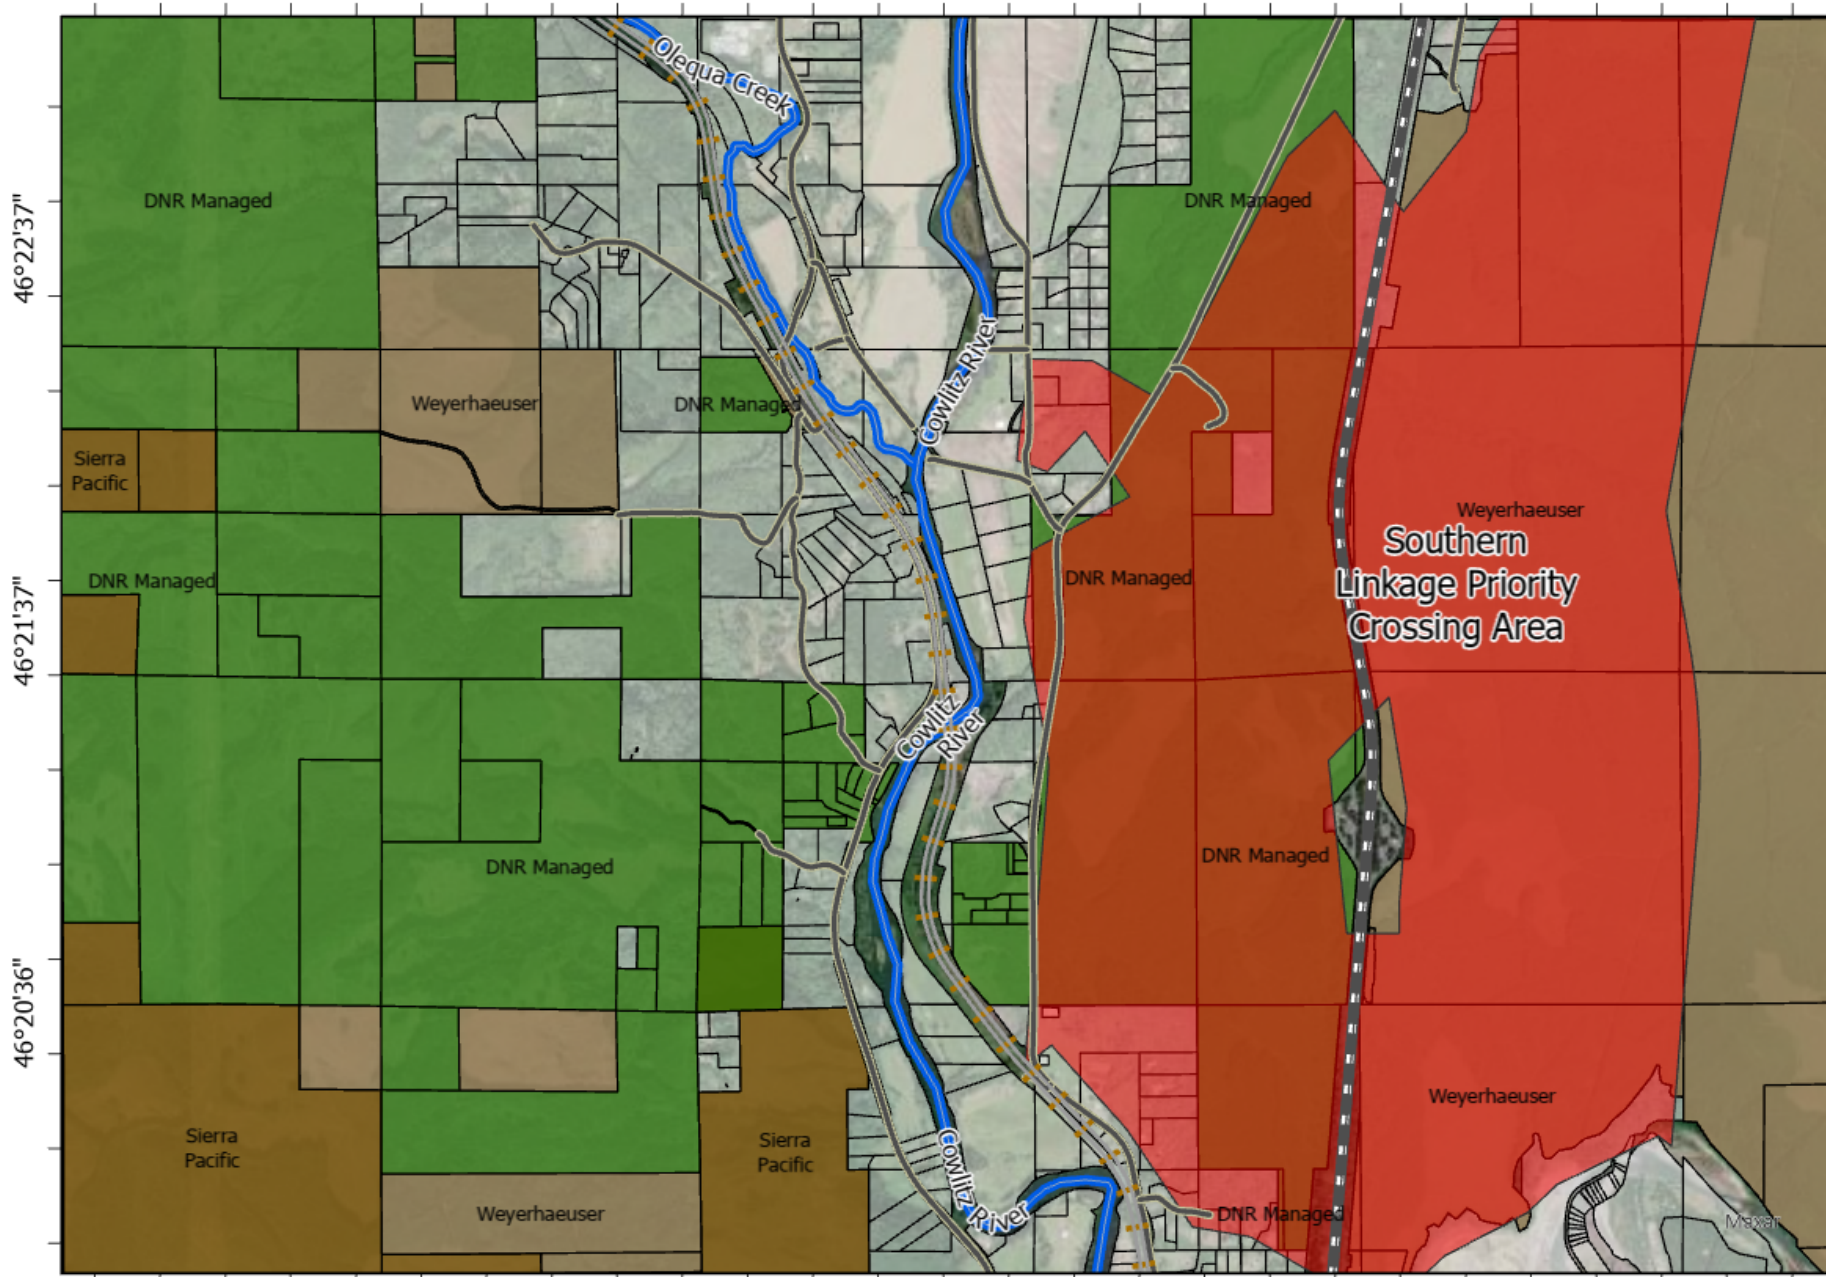 Olequa Creek
DNR Managed
DNR Managed
46°22'37"
Cowlitz River
Weyerhaeuser
DNR Managed
Sierra
Pacific
Weyerhaeuser
Southern
Linkage Priority
Crossing Area
DNR Managed
DNR Managed
46°21'37"
Cowlitz
River
DNR Managed
DNR Managed
46°20'36"
Weyerhaeuser
Sierra
Pacific
Sierra
Pacific
Cowlitz River
Weyerhaeuser
DNR Managed
Maxar